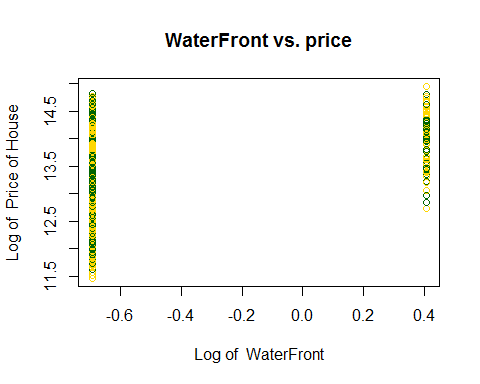 WaterFront vs. price
Log of  Price of House
14.5
13.5
12.5
11.5
-0.6 -0.4 -0.2 0.0 0.2 0.4
Log of  WaterFront